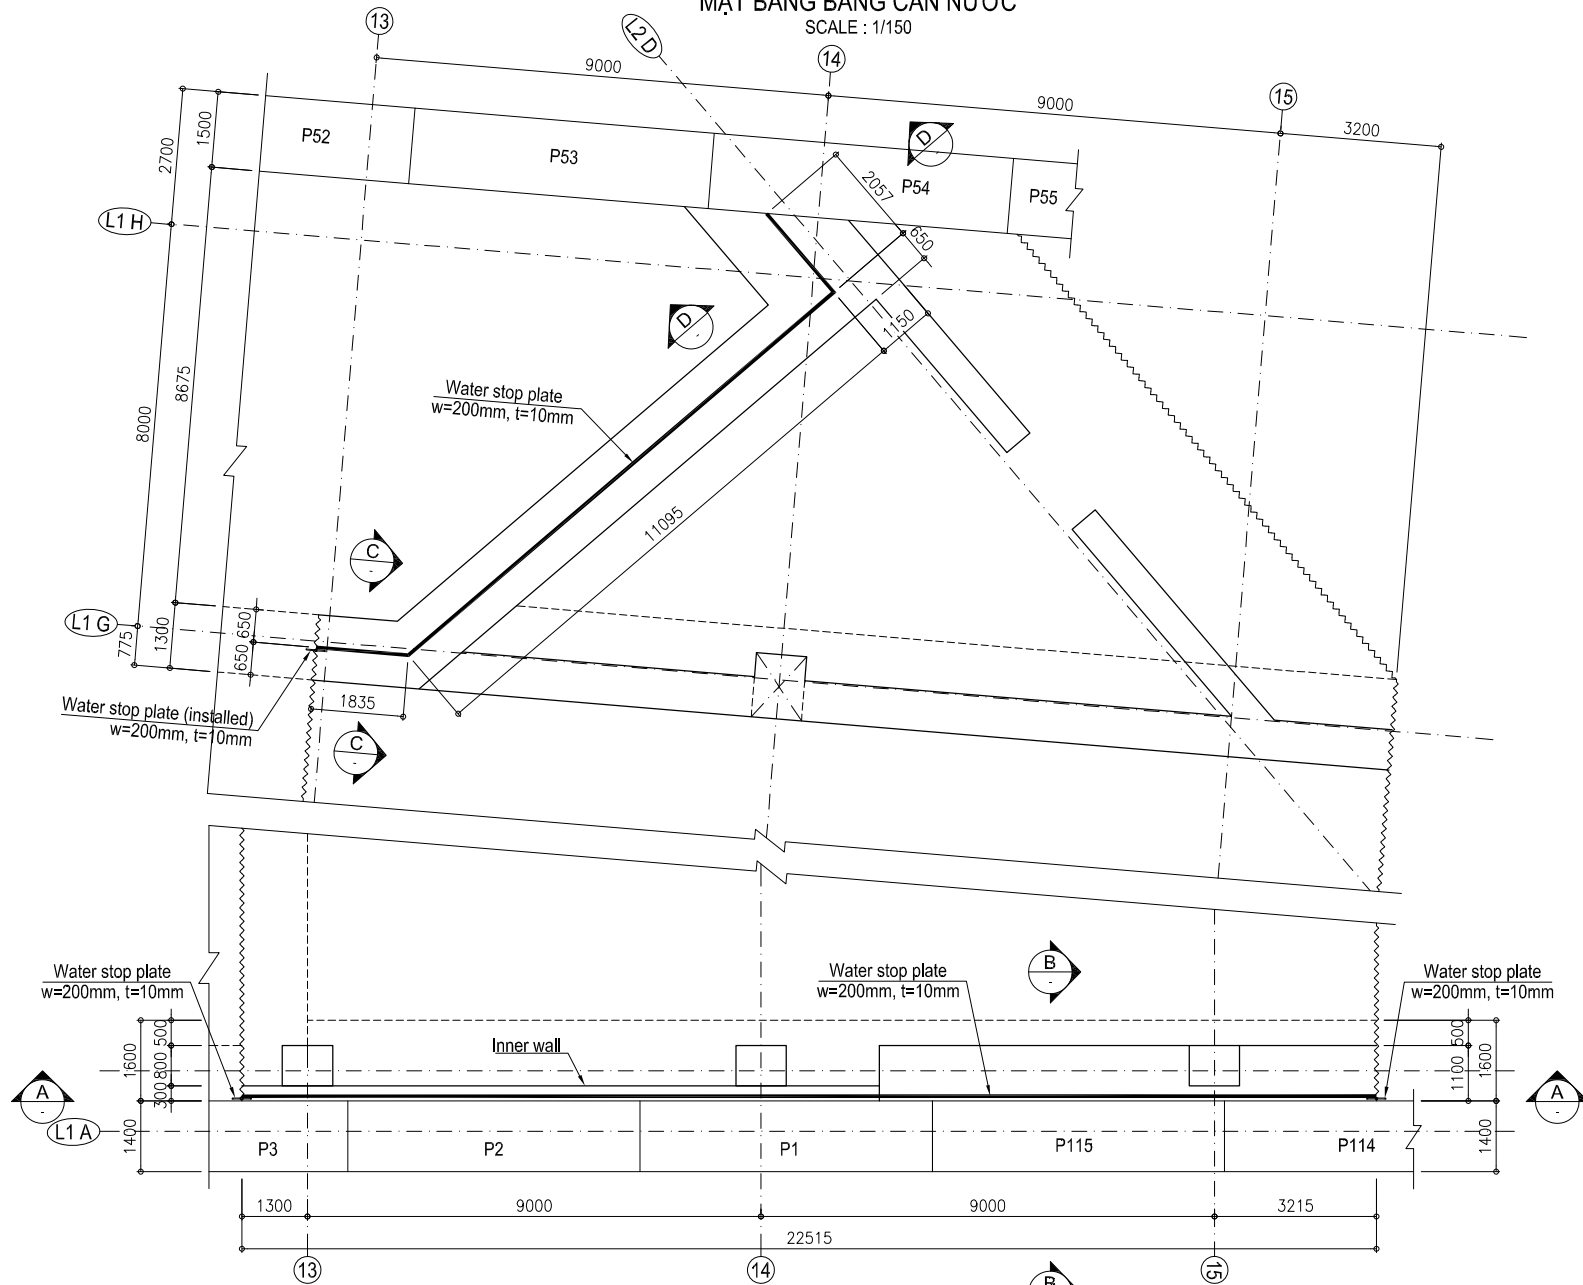 MẶT BẰNG BĂNG CẢN NƯỚC
SCALE : 1/150
13
L2 D
14
15
9000
9000
3200
1500
2700
P52
P53
D
-
P54
P55
2057
650
L1 H
D
-
1150
8675
8000
Water stop plate
w=200mm, t=10mm
11095
C
-
L1 G
775
1300
650
650
Water stop plate (installed)
w=200mm, t=10mm
1835
C
-
B
-
Water stop plate
w=200mm, t=10mm
Water stop plate
w=200mm, t=10mm
Water stop plate
w=200mm, t=10mm
1600
500
800
300
Inner wall
500
1100
1600
A
-
A
-
L1 A
1400
P3
P2
P1
P115
P114
1400
1300
9000
9000
3215
22515
13
14
15
B